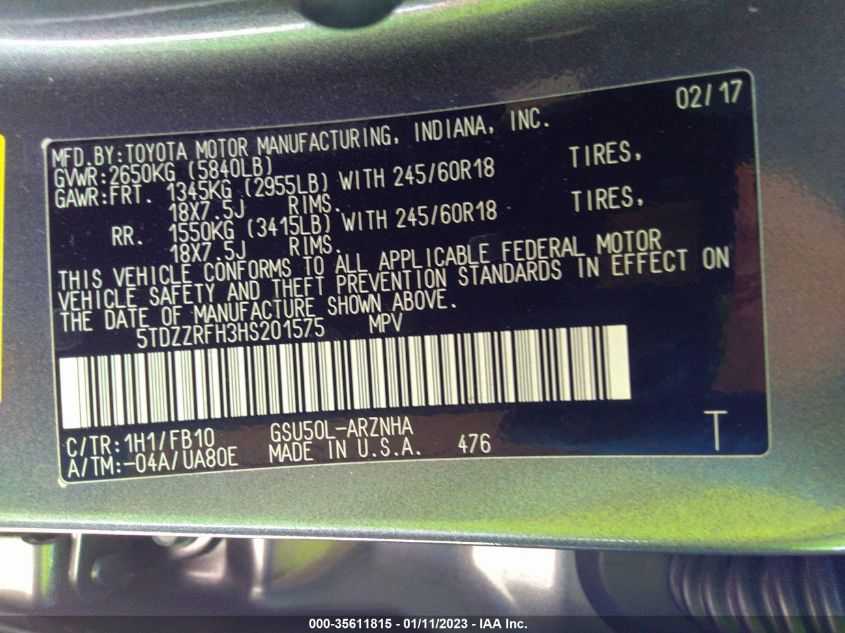 02/17
MFD.BY:TOYOTA MOTOR MANUFACTURING, INDIANA, INC.
GVWR:2650KG (5840LB)
GAWR:FRT. 1345KG (2955LB) WITH 245/60R18 TIRES,
18X7.5J RIMS.
RR. 1550KG (3415LB) WITH 245/60R18 TIRES,
18X7.5J RIMS.
THIS VEHICLE CONFORMS TO ALL APPLICABLE FEDERAL MOTOR
VEHICLE SAFETY AND THEFT PREVENTION STANDARDS IN EFFECT ON
THE DATE OF MANUFACTURE SHOWN ABOVE.
5TDZZRFH3HS201575 MPV
C/TR:1H1/FB10 GSU50L-ARZNHA
A/TM:-04A/UA80E MADE IN U.S.A. 476
T
000-35611815 - 01/11/2023 - IAA Inc.